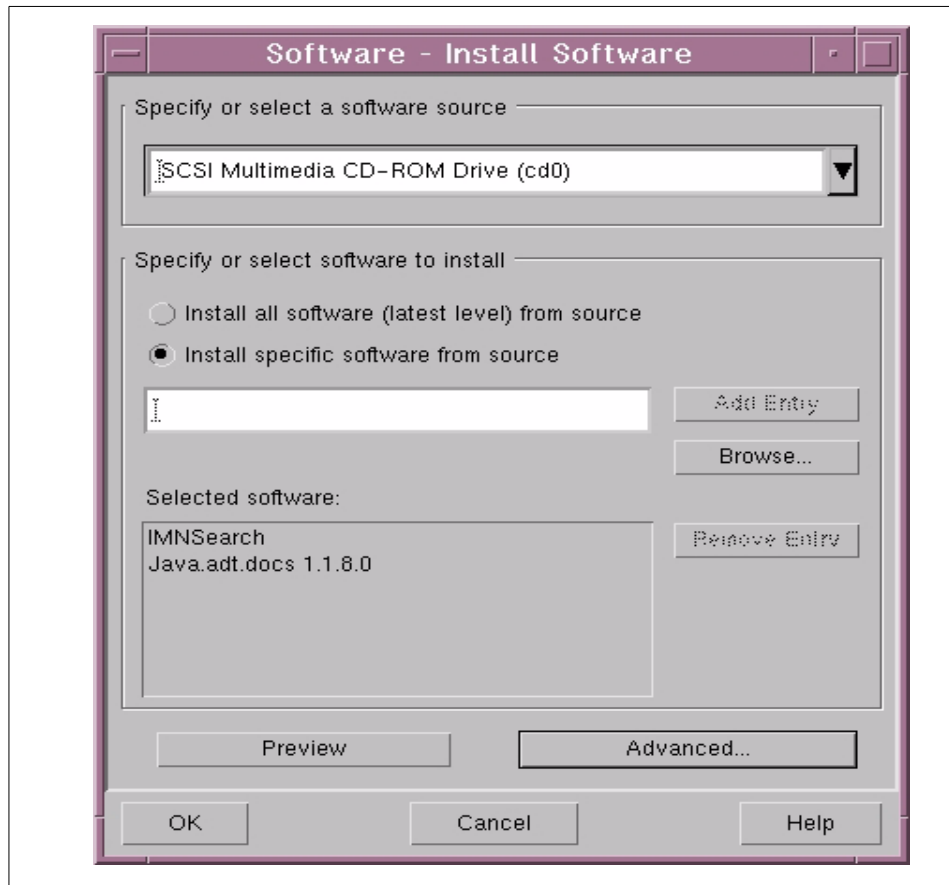 Software - Install Software
Specify or select a software source
SCSI Multimedia CD-ROM Drive (cd0)
Specify or select software to install
Install all software (latest level) from source
Install specific software from source
Add Entry
Browse...
Selected software:
IMNSearch
Java.adt.docs 1.1.8.0
Remove Entry
Preview
Advanced...
OK
Cancel
Help